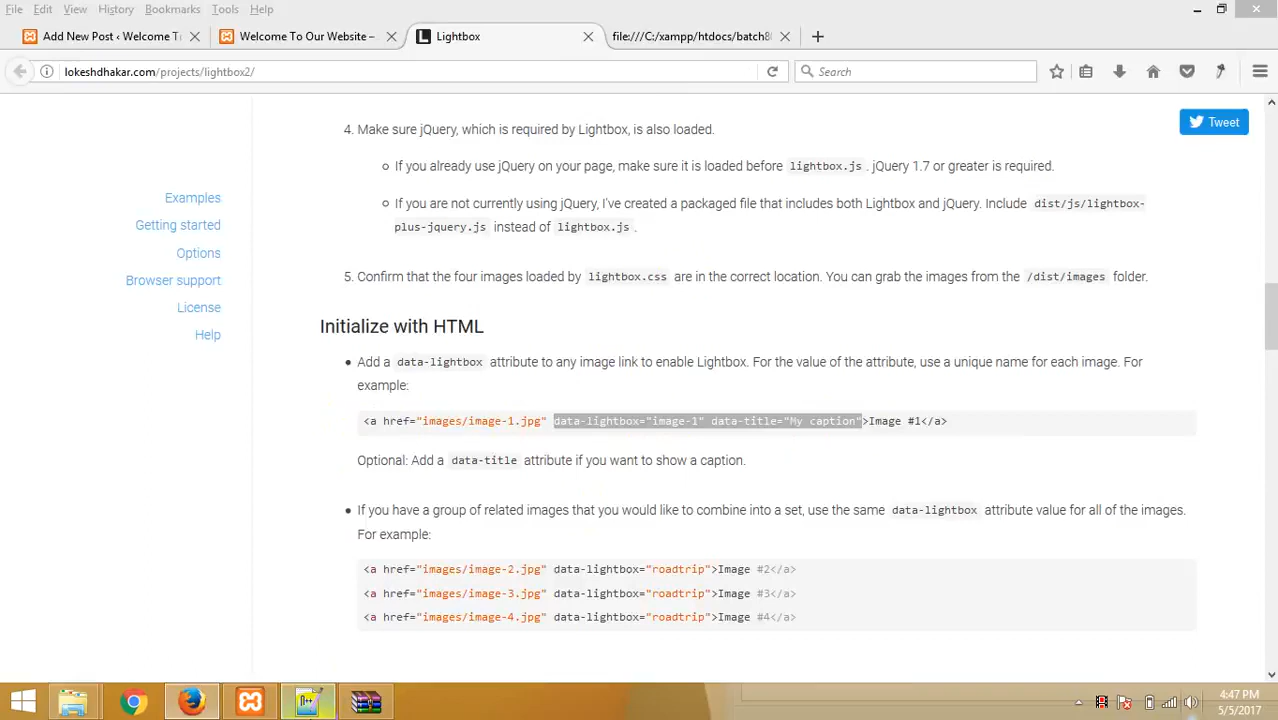 File Edit View History Bookmarks Tools Help
Add New Post ‹ Welcome T
Welcome To Our Website –
L Lightbox
file:///C:/xampp/htdocs/batch8
lokeshdhakar.com/projects/lightbox2/
Search
Tweet
Examples
Getting started
Options
Browser support
License
Help
4. Make sure jQuery, which is required by Lightbox, is also loaded.
If you already use jQuery on your page, make sure it is loaded before lightbox.js . jQuery 1.7 or greater is required.
If you are not currently using jQuery, I've created a packaged file that includes both Lightbox and jQuery. Include dist/js/lightbox-
plus-jquery.js instead of lightbox.js .
5. Confirm that the four images loaded by lightbox.css are in the correct location. You can grab the images from the /dist/images folder.
Initialize with HTML
Add a data-lightbox attribute to any image link to enable Lightbox. For the value of the attribute, use a unique name for each image. For
example:
<a href="images/image-1.jpg" data-lightbox="image-1" data-title="My caption">Image #1</a>
Optional: Add a data-title attribute if you want to show a caption.
If you have a group of related images that you would like to combine into a set, use the same data-lightbox attribute value for all of the images.
For example:
<a href="images/image-2.jpg" data-lightbox="roadtrip">Image #2</a>
<a href="images/image-3.jpg" data-lightbox="roadtrip">Image #3</a>
<a href="images/image-4.jpg" data-lightbox="roadtrip">Image #4</a>
4:47 PM
5/5/2017